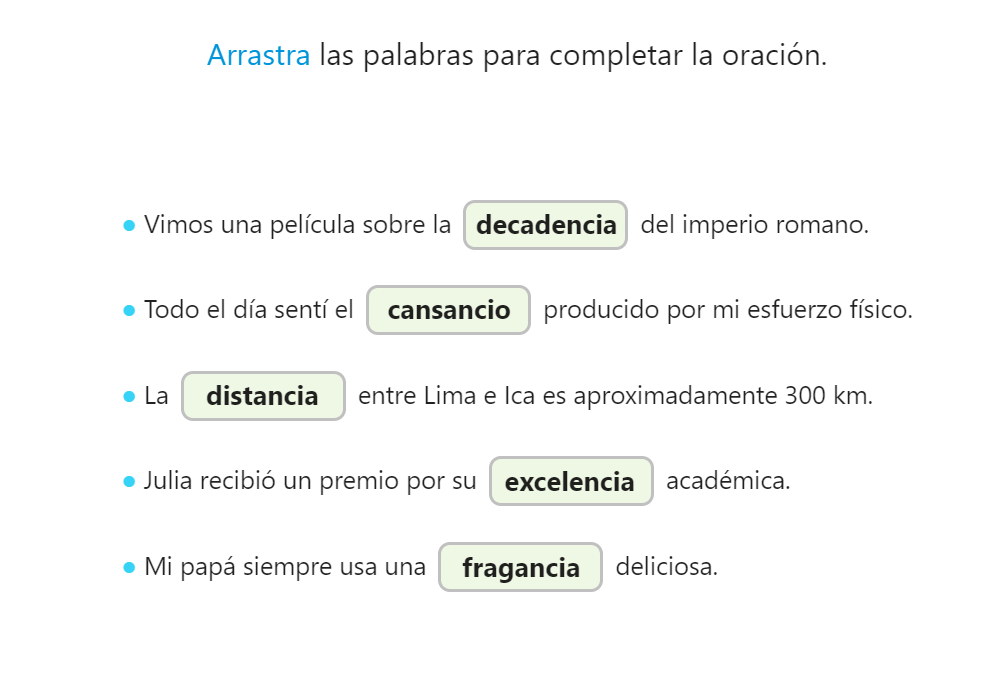 Arrastra las palabras para completar la oración.
• Vimos una película sobre la decadencia del imperio romano.
• Todo el día sentí el cansancio producido por mi esfuerzo físico.
• La distancia entre Lima e Ica es aproximadamente 300 km.
• Julia recibió un premio por su excelencia académica.
• Mi papá siempre usa una fragancia deliciosa.